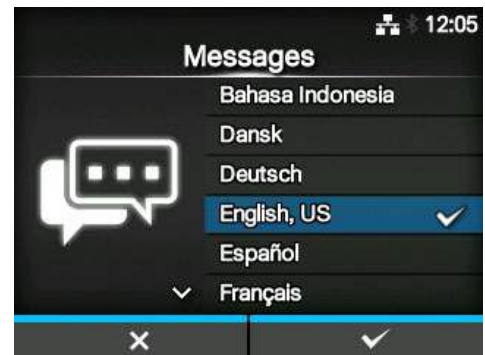 12:05
Messages
Bahasa Indonesia
Dansk
Deutsch
English, US
Español
Français